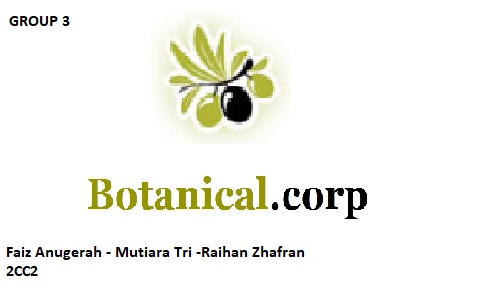 GROUP 3
Botanical.corp
Faiz Anugerah - Mutiara Tri -Raihan Zhafran
2CC2